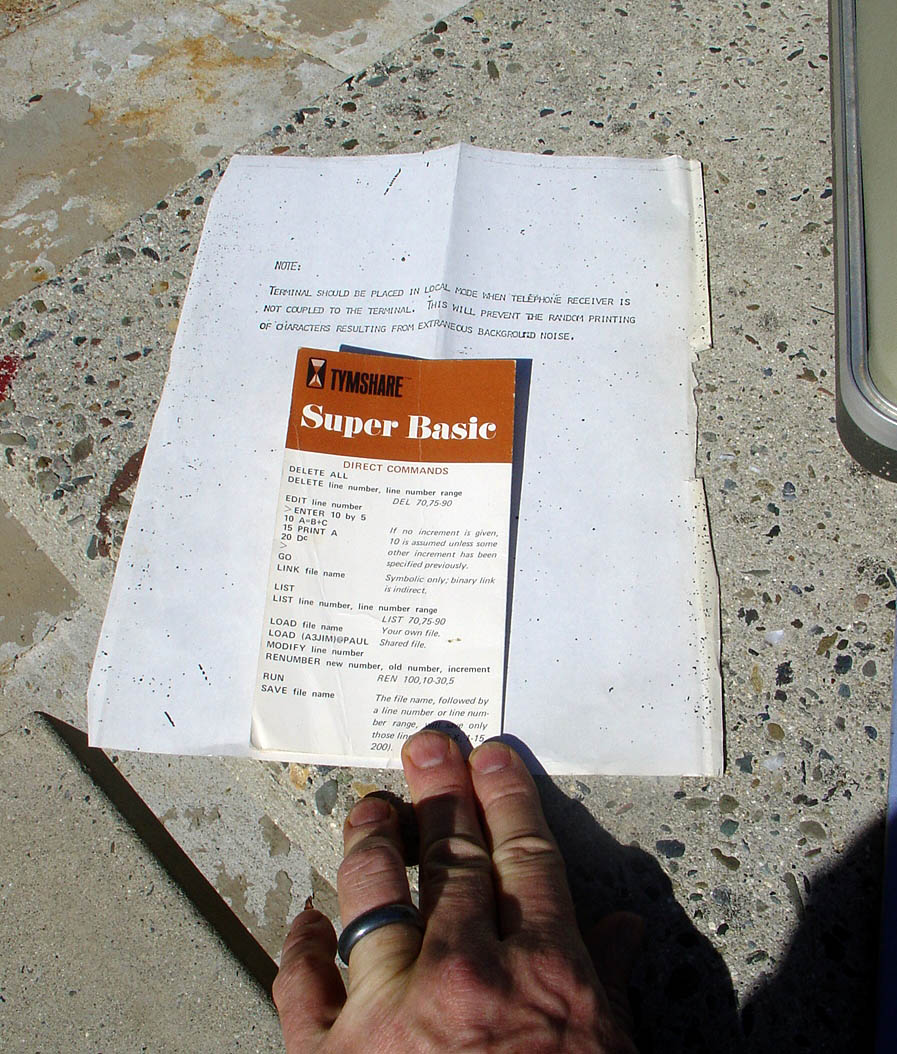 NOTE:
TERMINAL SHOULD BE PLACED IN LOCAL MODE WHEN TELEPHONE RECEIVER IS
NOT COUPLED TO THE TERMINAL. THIS WILL PREVENT THE RANDOM PRINTING
OF CHARACTERS RESULTING FROM EXTRANEOUS BACKGROUND NOISE.
TYMSHARE
Super Basic
DIRECT COMMANDS
DELETE ALL
DELETE line number, line number range
DEL 70,75-90
EDIT line number
>ENTER 10 by 5
10 A=B+C
15 PRINT A
20 Dc
>
If no increment is given,
10 is assumed unless some
other increment has been
specified previously.
GO
LINK file name
Symbolic only; binary link
is indirect.
LIST
LIST line number, line number range
LIST 70,75-90
LOAD file name Your own file.
LOAD (A3JIM)@PAUL Shared file.
MODIFY line number
RENUMBER new number, old number, increment
REN 100,10-30,5
RUN
SAVE file name
The file name, followed by
a line number or line num-
ber range, only
those 1-15,
200).